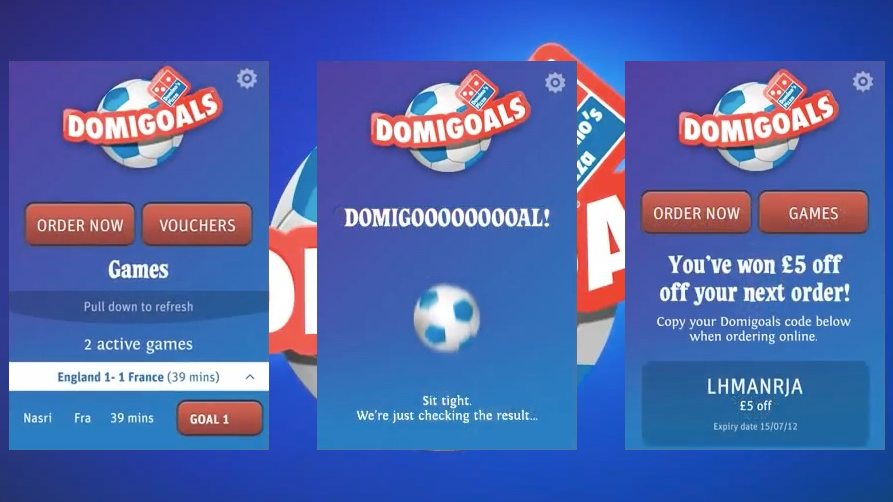 Domino's
Pizza
DOMIGOALS
ORDER NOW
VOUCHERS
Games
Pull down to refresh
2 active games
England 1- 1 France (39 mins)
Nasri Fra 39 mins GOAL 1
Domino's
Pizza
DOMIGOALS
DOMIGOOOOOOOOAL!
Sit tight.
We're just checking the result...
Domino's
Pizza
DOMIGOALS
ORDER NOW
GAMES
You've won £5 off
off your next order!
Copy your Domigoals code below
when ordering online.
LHMANRJA
£5 off
Expiry date 15/07/12